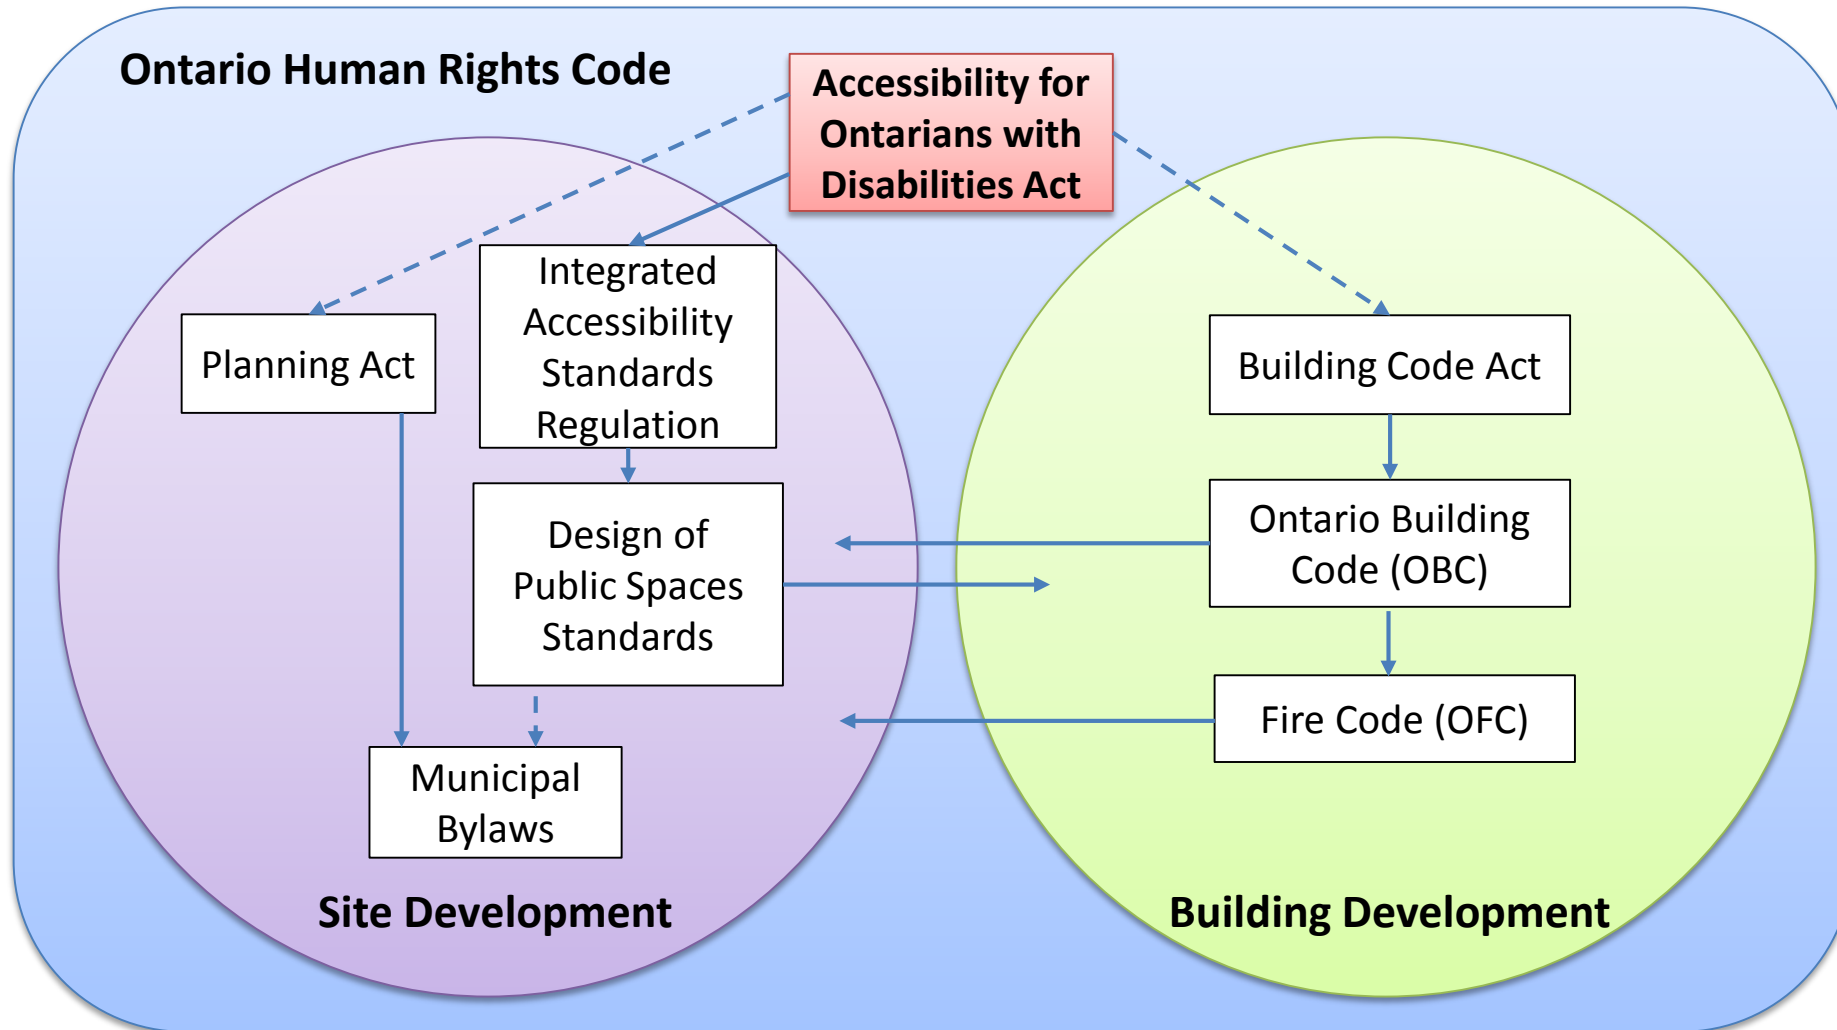 Ontario Human Rights Code
Accessibility for
Ontarians with
Disabilities Act
Planning Act
Integrated
Accessibility
Standards
Regulation
Design of
Public Spaces
Standards
Municipal
Bylaws
Site Development
Building Code Act
Ontario Building
Code (OBC)
Fire Code (OFC)
Building Development